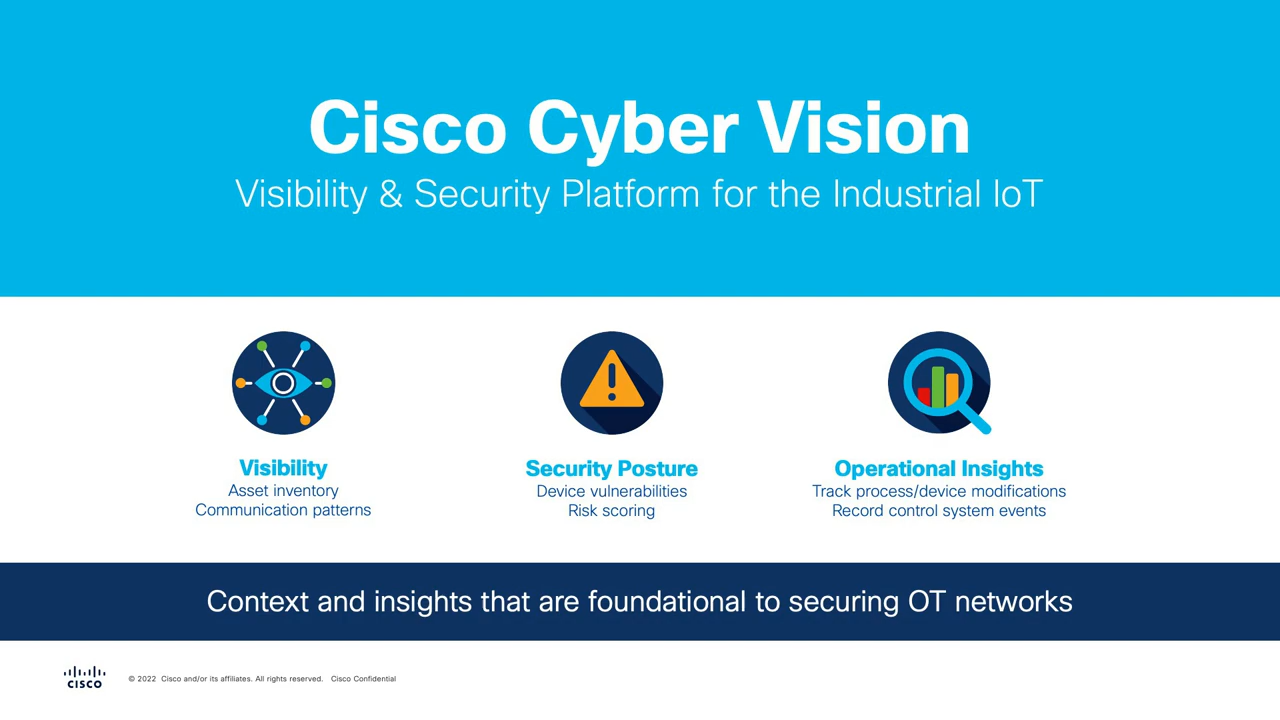 Cisco Cyber Vision
Visibility & Security Platform for the Industrial IoT
Visibility
Asset inventory
Communication patterns
Security Posture
Device vulnerabilities
Risk scoring
Operational Insights
Track process/device modifications
Record control system events
Context and insights that are foundational to securing OT networks
CISCO
© 2022 Cisco and/or its affiliates. All rights reserved. Cisco Confidential